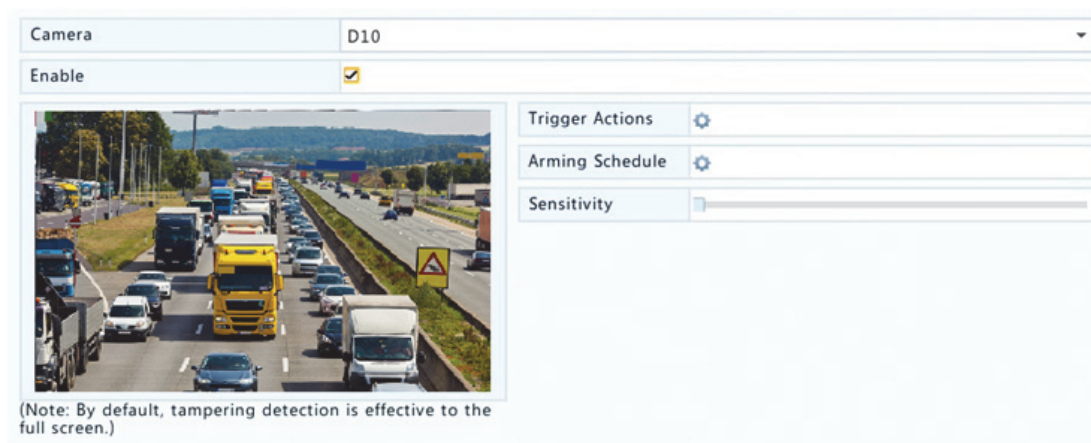 Camera D10
Enable
Trigger Actions
Arming Schedule
Sensitivity
(Note: By default, tampering detection is effective to the
full screen.)